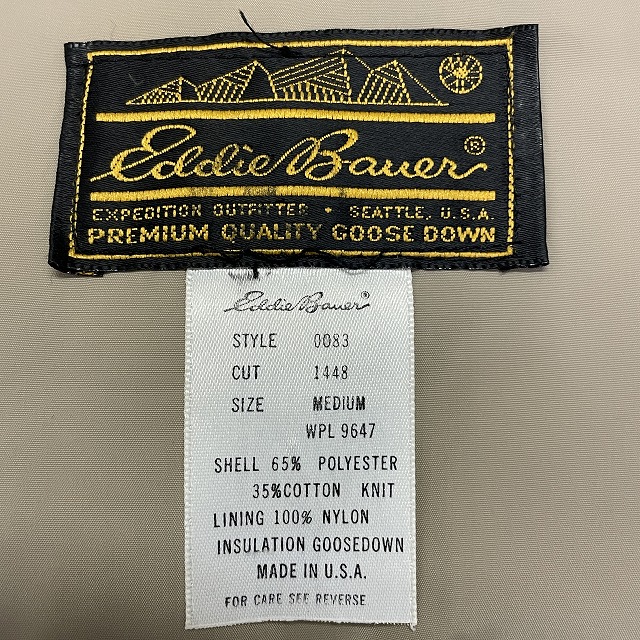 Eddie Bauer®
EXPEDITION OUTFITTER • SEATTLE, U.S.A.
PREMIUM QUALITY GOOSE DOWN
Eddie Bauer®
STYLE 0083
CUT 1448
SIZE MEDIUM
WPL 9647
SHELL 65% POLYESTER
35%COTTON KNIT
LINING 100% NYLON
INSULATION GOOSEDOWN
MADE IN U.S.A.
FOR CARE SEE REVERSE